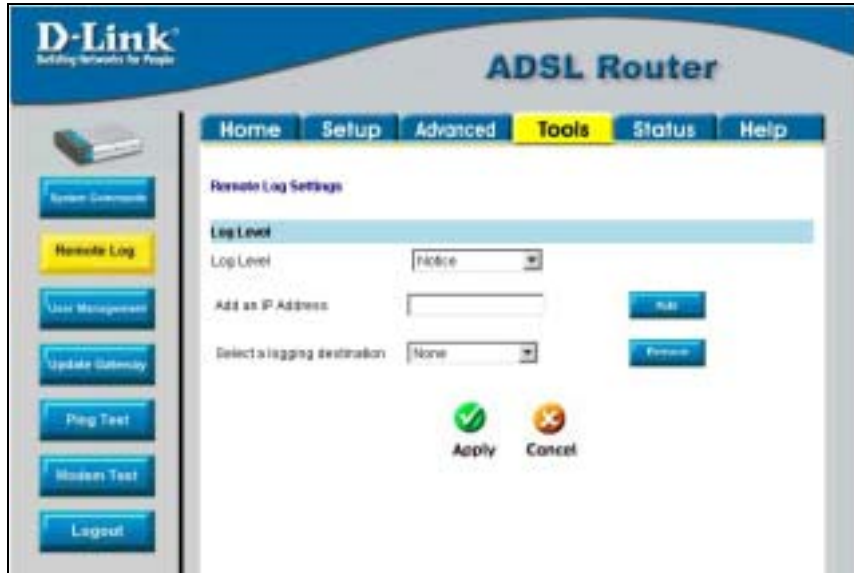 D-Link
Building Networks for People
ADSL Router
Home Setup Advanced Tools Status Help
System Commands
Remote Log
User Management
Update Gateway
Ping Test
Modem Test
Logout
Remote Log Settings
Log Level
Log Level Notice
Add an IP Address Add
Select a logging destination None Remove
Apply Cancel